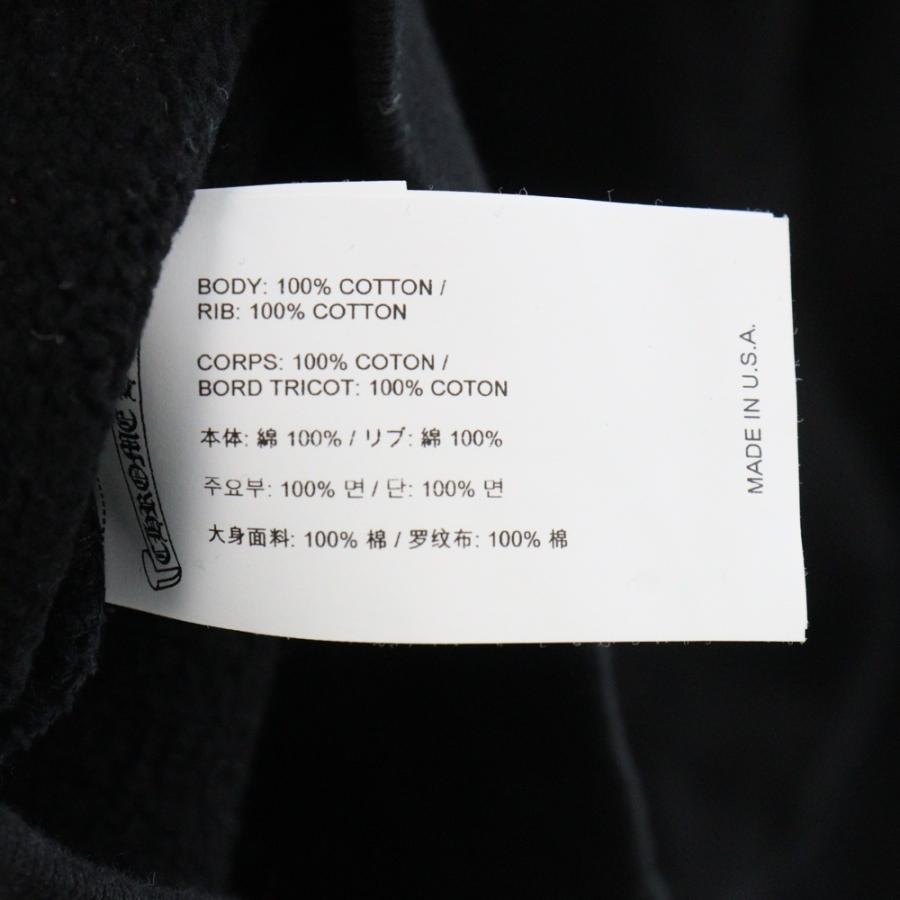 BODY: 100% COTTON /
RIB: 100% COTTON
CORPS: 100% COTON /
BORD TRICOT: 100% COTON
本体: 綿 100% / リブ: 綿 100%
주요부: 100% 면 / 단: 100% 면
大身面料: 100% 棉 / 罗纹布: 100% 棉
MADE IN U.S.A.
CHROME